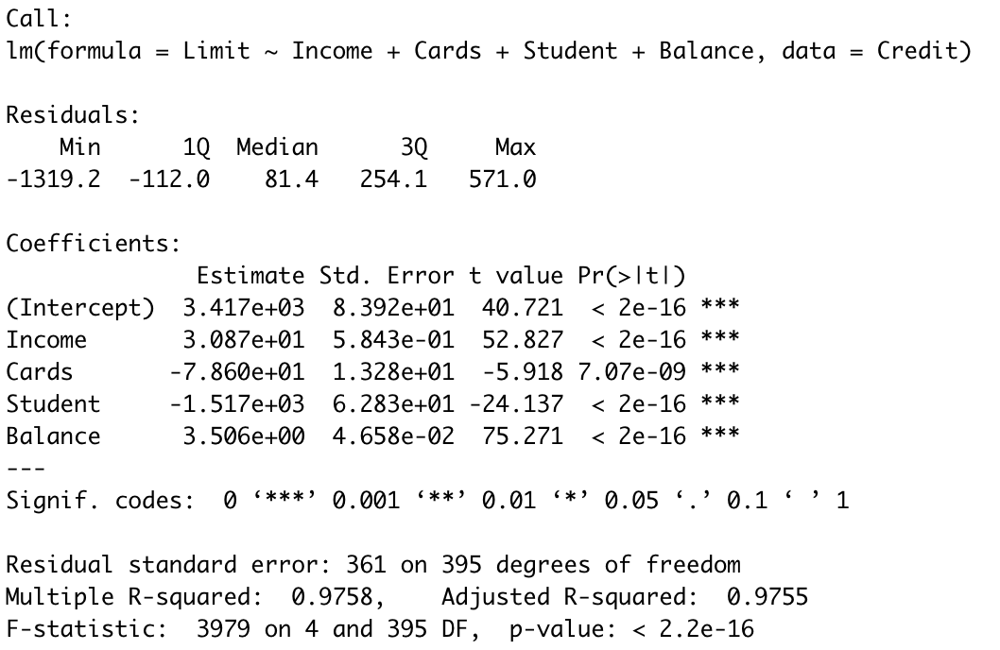 Call:
lm(formula = Limit ~ Income + Cards + Student + Balance, data = Credit)

Residuals:
    Min      1Q  Median      3Q     Max
-1319.2  -112.0    81.4   254.1   571.0

Coefficients:
              Estimate Std. Error t value Pr(>|t|)
(Intercept)  3.417e+03  8.392e+01  40.721  < 2e-16 ***
Income       3.087e+01  5.843e-01  52.827  < 2e-16 ***
Cards       -7.860e+01  1.328e+01  -5.918 7.07e-09 ***
Student     -1.517e+03  6.283e+01 -24.137  < 2e-16 ***
Balance      3.506e+00  4.658e-02  75.271  < 2e-16 ***
---
Signif. codes:  0 ‘***’ 0.001 ‘**’ 0.01 ‘*’ 0.05 ‘.’ 0.1 ‘ ’ 1

Residual standard error: 361 on 395 degrees of freedom
Multiple R-squared:  0.9758,    Adjusted R-squared:  0.9755
F-statistic:  3979 on 4 and 395 DF,  p-value: < 2.2e-16